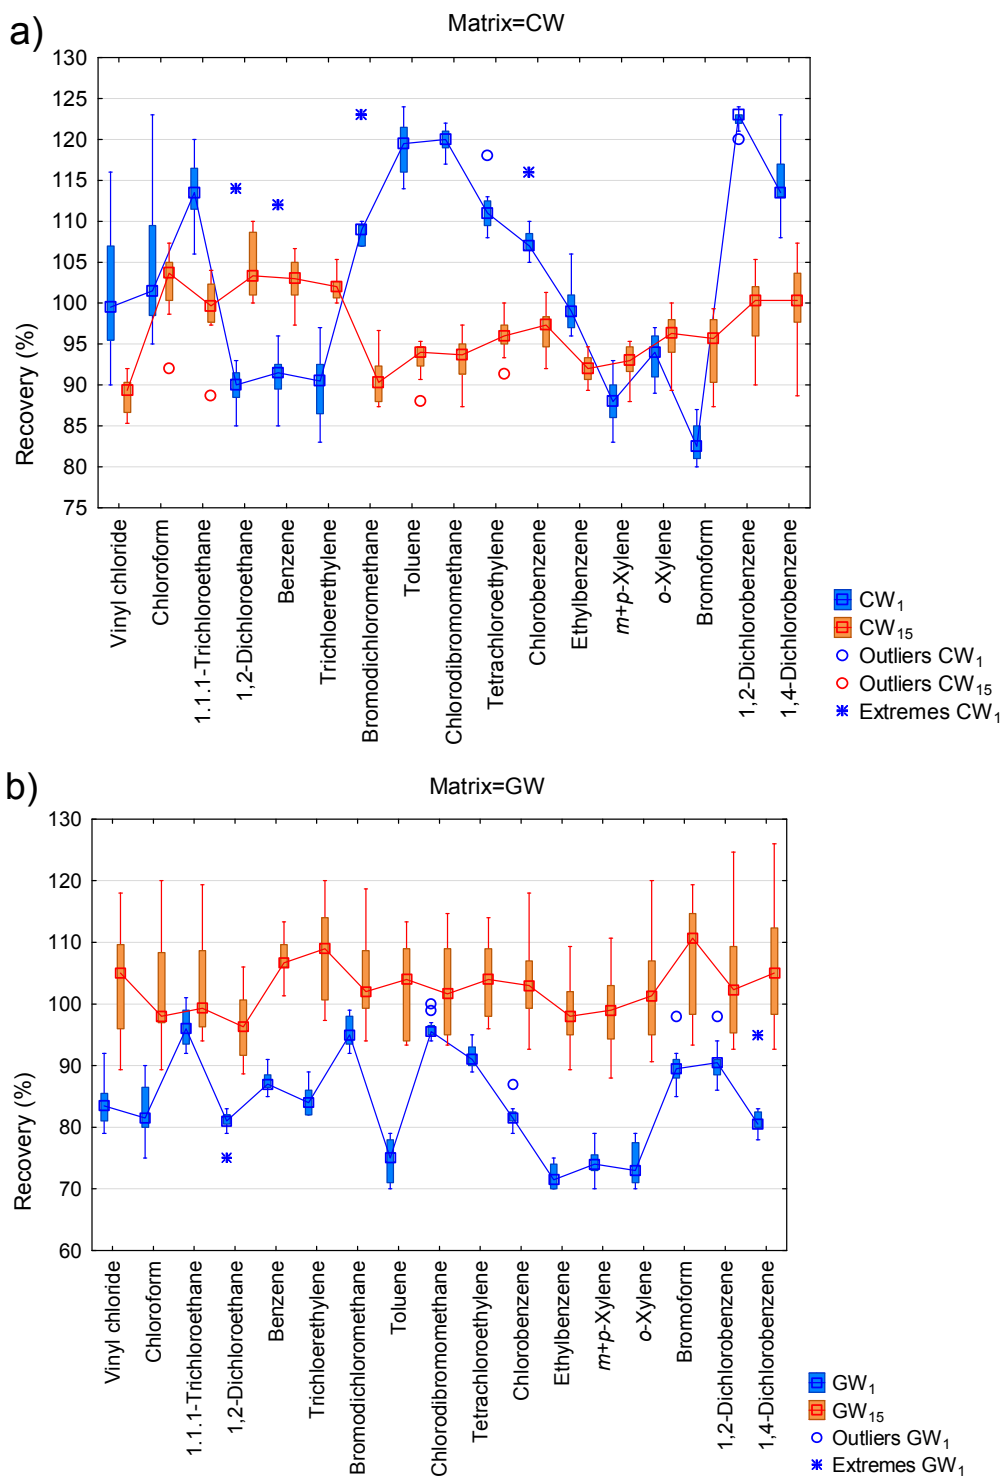 a)
Matrix=CW
130
125
120
115
110
105
100
95
90
85
80
75
Recovery (%)
Vinyl chloride
Chloroform
1.1.1-Trichloroethane
1,2-Dichloroethane
Benzene
Trichloerethylene
Bromodichloromethane
Toluene
Chlorodibromomethane
Tetrachloroethylene
Chlorobenzene
Ethylbenzene
m+p-Xylene
o-Xylene
Bromoform
1,2-Dichlorobenzene
1,4-Dichlorobenzene
CW1
CW15
Outliers CW1
Outliers CW15
Extremes CW1
b)
Matrix=GW
130
120
110
100
90
80
70
60
Recovery (%)
Vinyl chloride
Chloroform
1.1.1-Trichloroethane
1,2-Dichloroethane
Benzene
Trichloerethylene
Bromodichloromethane
Toluene
Chlorodibromomethane
Tetrachloroethylene
Chlorobenzene
Ethylbenzene
m+p-Xylene
o-Xylene
Bromoform
1,2-Dichlorobenzene
1,4-Dichlorobenzene
GW1
GW15
Outliers GW1
Extremes GW1